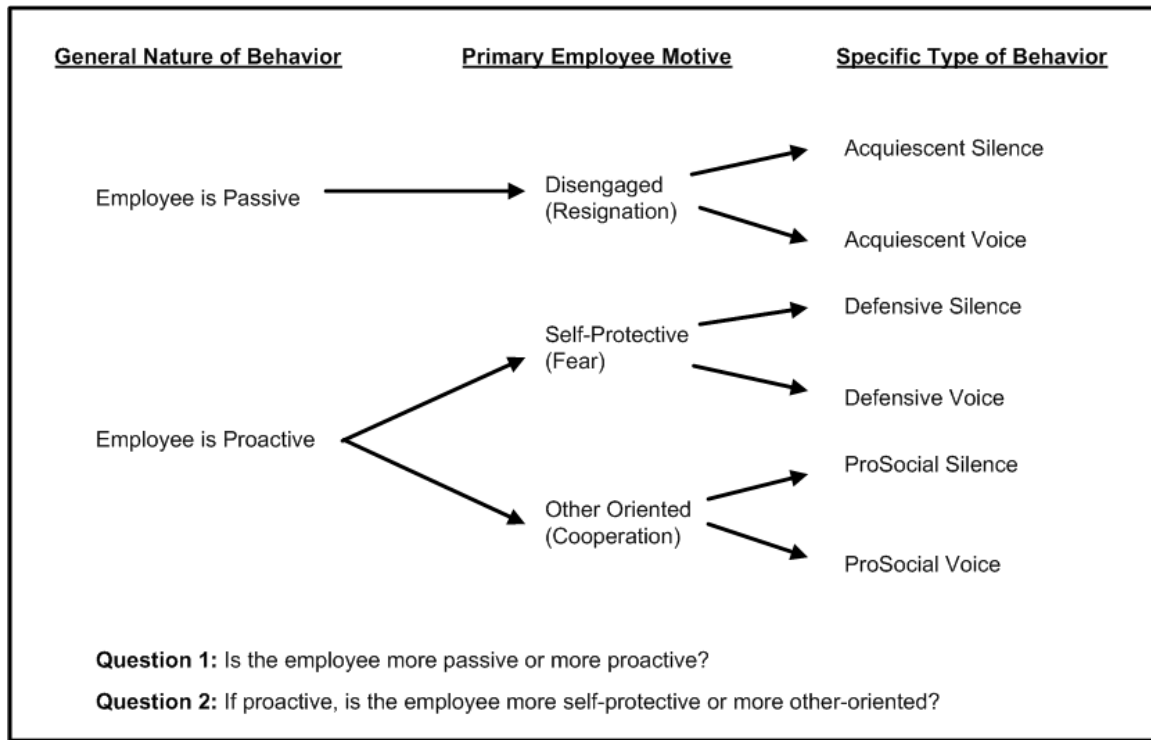 General Nature of Behavior
Primary Employee Motive
Specific Type of Behavior
Employee is Passive
Disengaged
(Resignation)
Acquiescent Silence
Acquiescent Voice
Employee is Proactive
Self-Protective
(Fear)
Defensive Silence
Defensive Voice
Other Oriented
(Cooperation)
ProSocial Silence
ProSocial Voice
Question 1: Is the employee more passive or more proactive?
Question 2: If proactive, is the employee more self-protective or more other-oriented?